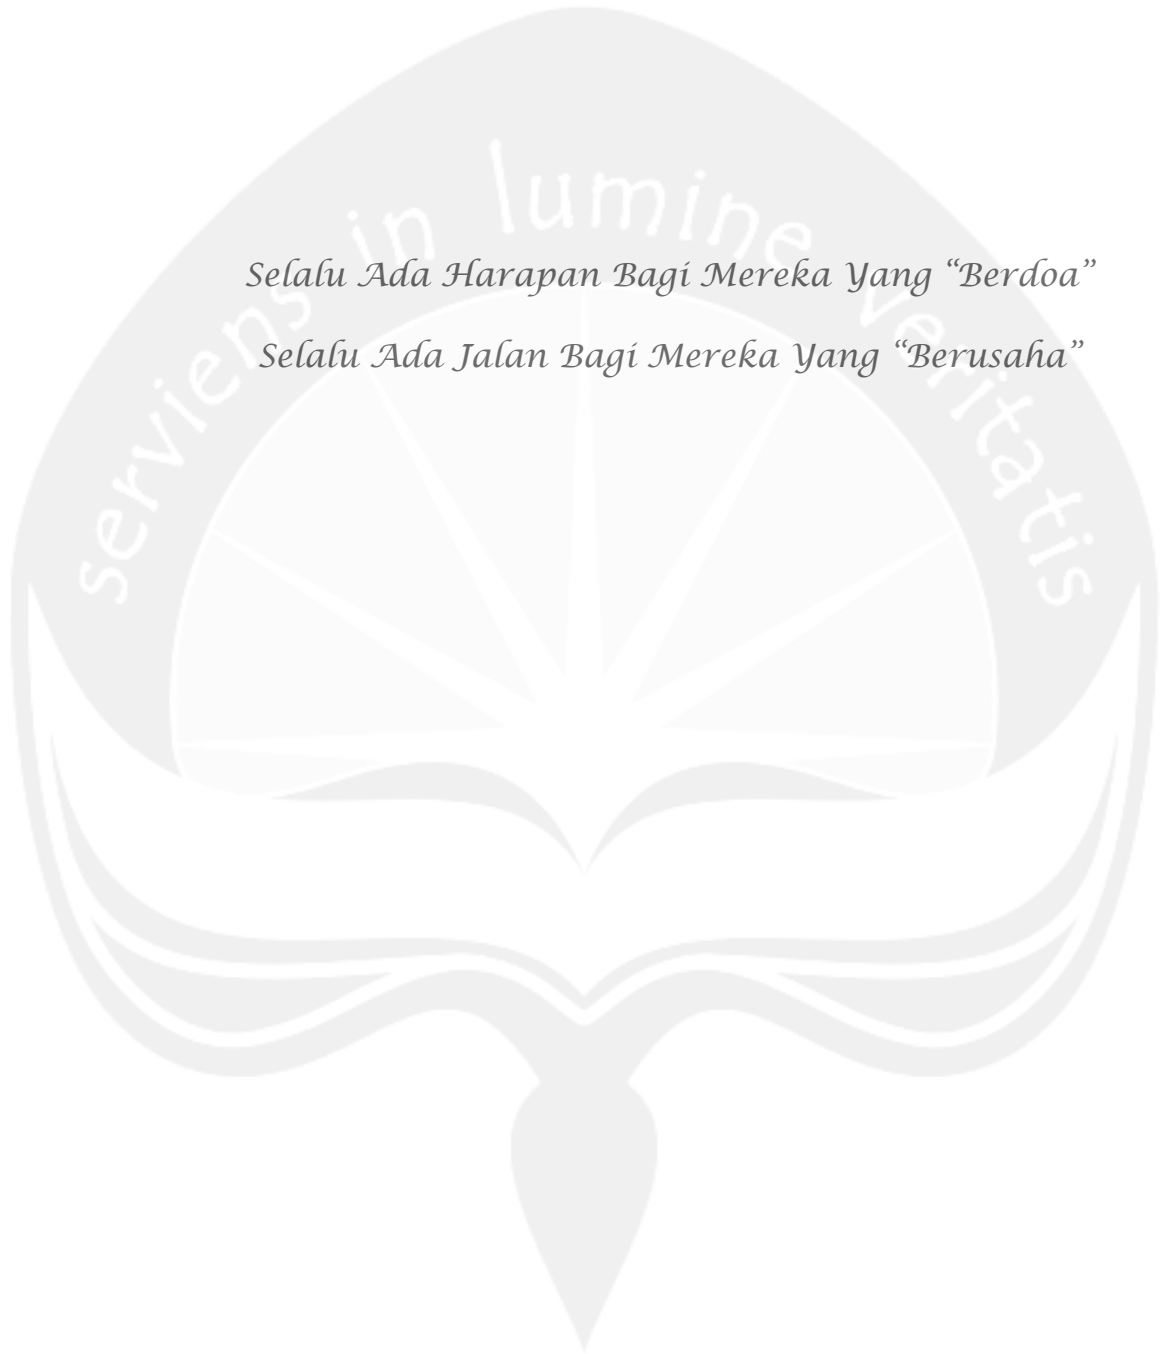 serviens in lumine veritatis
Selalu Ada Harapan Bagi Mereka Yang “Berdoa”
Selalu Ada Jalan Bagi Mereka Yang “Berusaha”